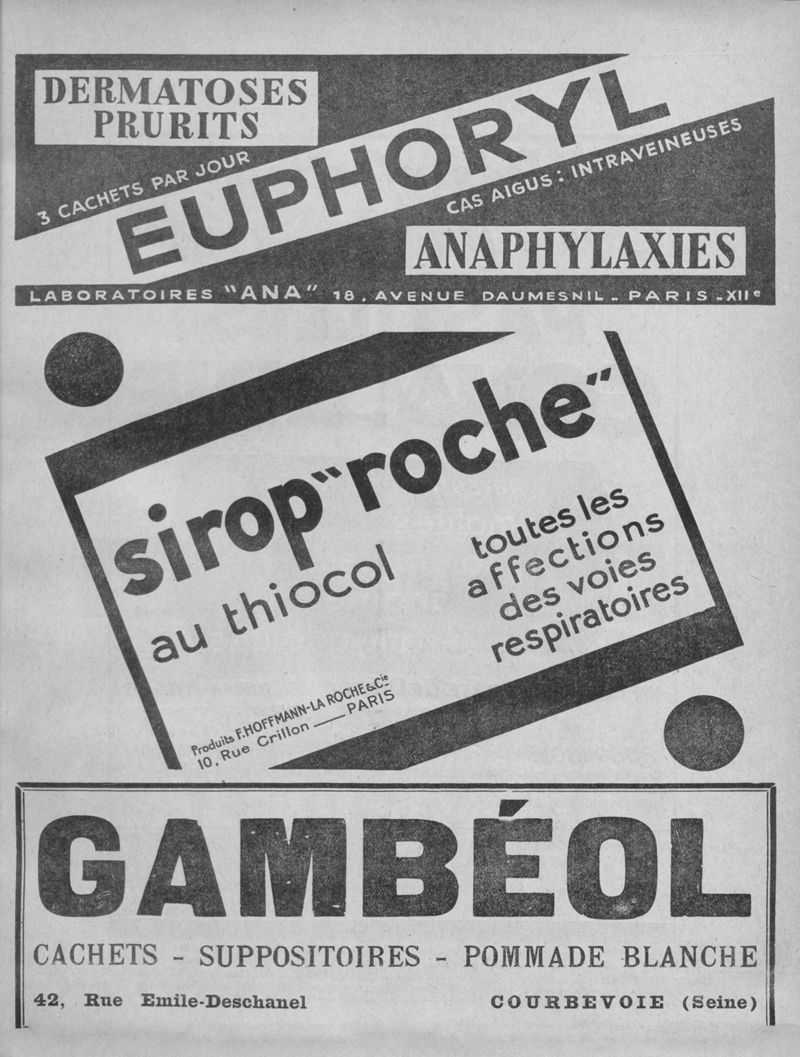 DERMATOSES
PRURITS
3 CACHETS PAR JOUR
EUPHORYL
CAS AIGUS : INTRAVEINEUSES
ANAPHYLAXIES
LABORATOIRES "ANA" 18, AVENUE DAUMESNIL - PARIS - XIIe
sirop "roche"
au thiocol
toutes les
affections
des voies
respiratoires
Produits F. HOFFMANN-LA ROCHE & Cie
10, Rue Crillon — PARIS
GAMBÉOL
CACHETS - SUPPOSITOIRES - POMMADE BLANCHE
42, Rue Emile-Deschanel COURBEVOIE (Seine)